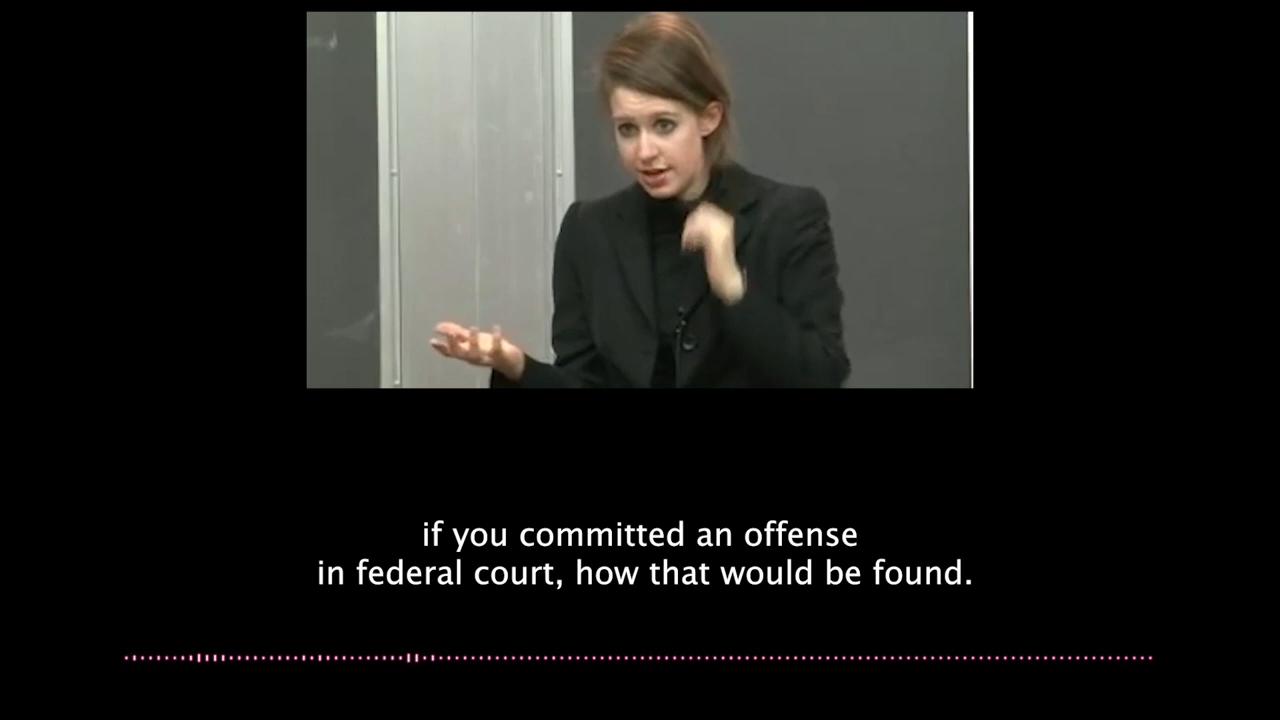 if you committed an offense
in federal court, how that would be found.